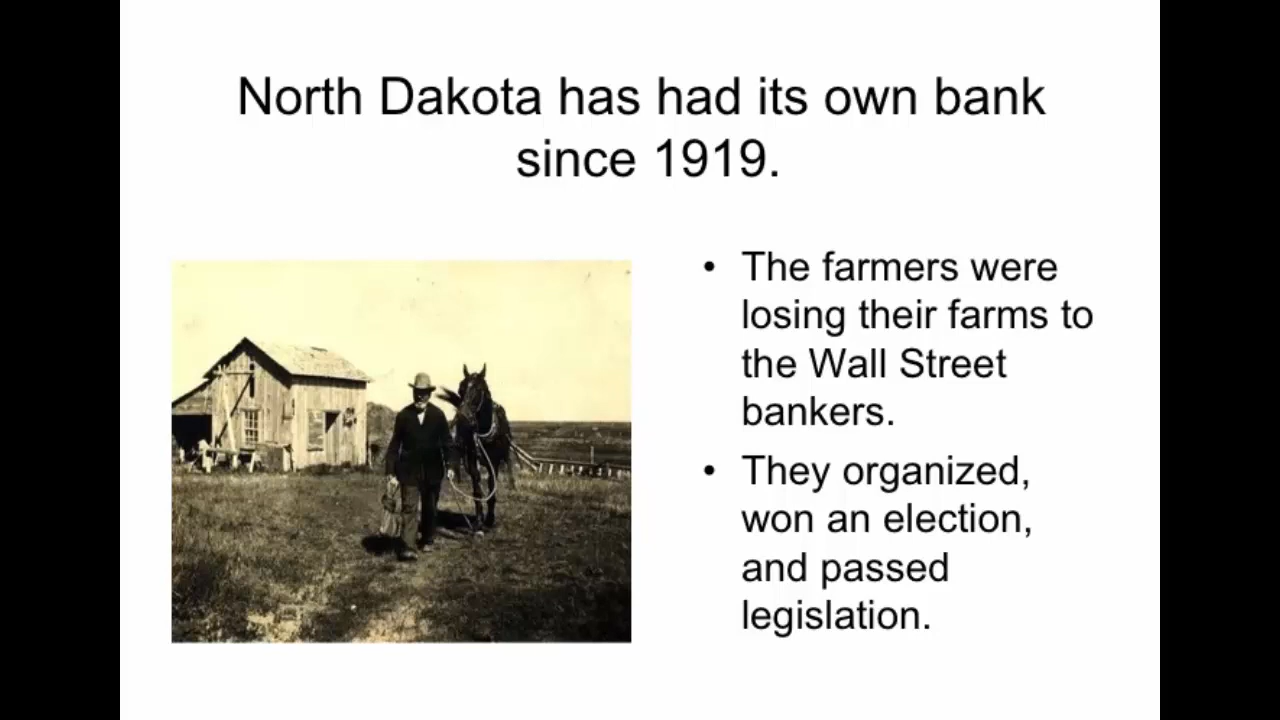 North Dakota has had its own bank
since 1919.
• The farmers were
losing their farms to
the Wall Street
bankers.
• They organized,
won an election,
and passed
legislation.